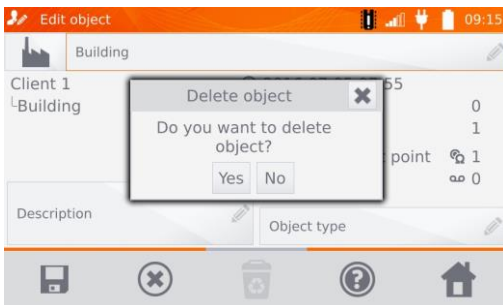 Edit object
09:15
Building
Client 1
Building
55
0
1
point 1
0
Delete object
Do you want to delete
object?
Yes No
Description
Object type